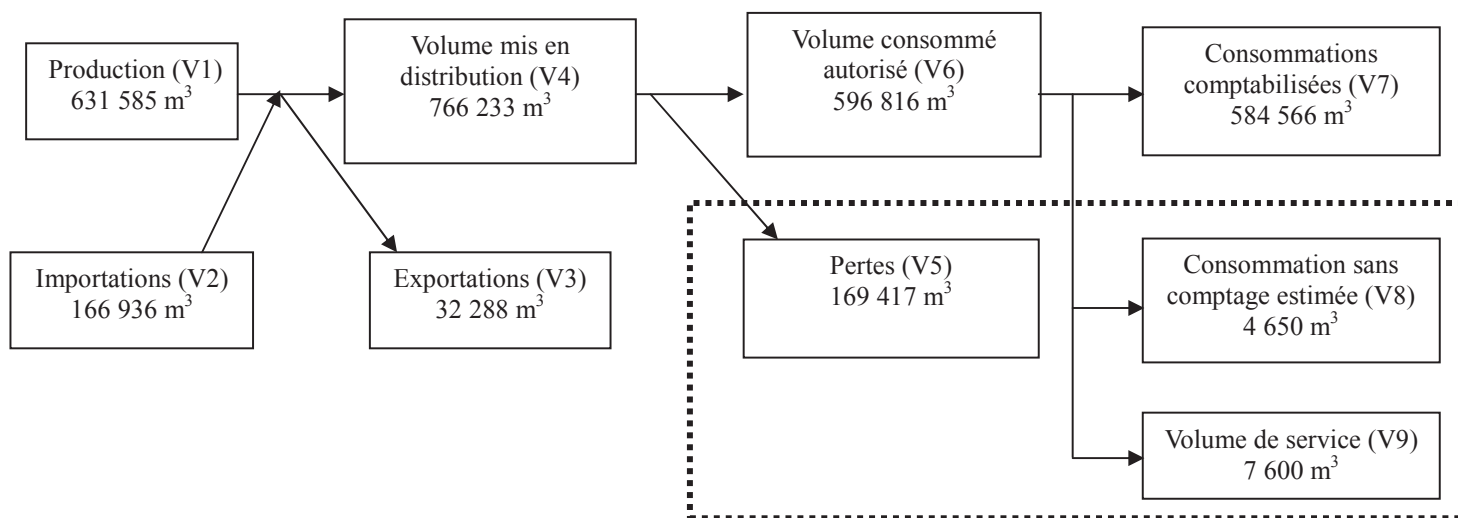 Production (V1)
631 585 m³
Volume mis en
distribution (V4)
766 233 m³
Volume consommé
autorisé (V6)
596 816 m³
Consommations
comptabilisées (V7)
584 566 m³
Importations (V2)
166 936 m³
Exportations (V3)
32 288 m³
Pertes (V5)
169 417 m³
Consommation sans
comptage estimée (V8)
4 650 m³
Volume de service (V9)
7 600 m³